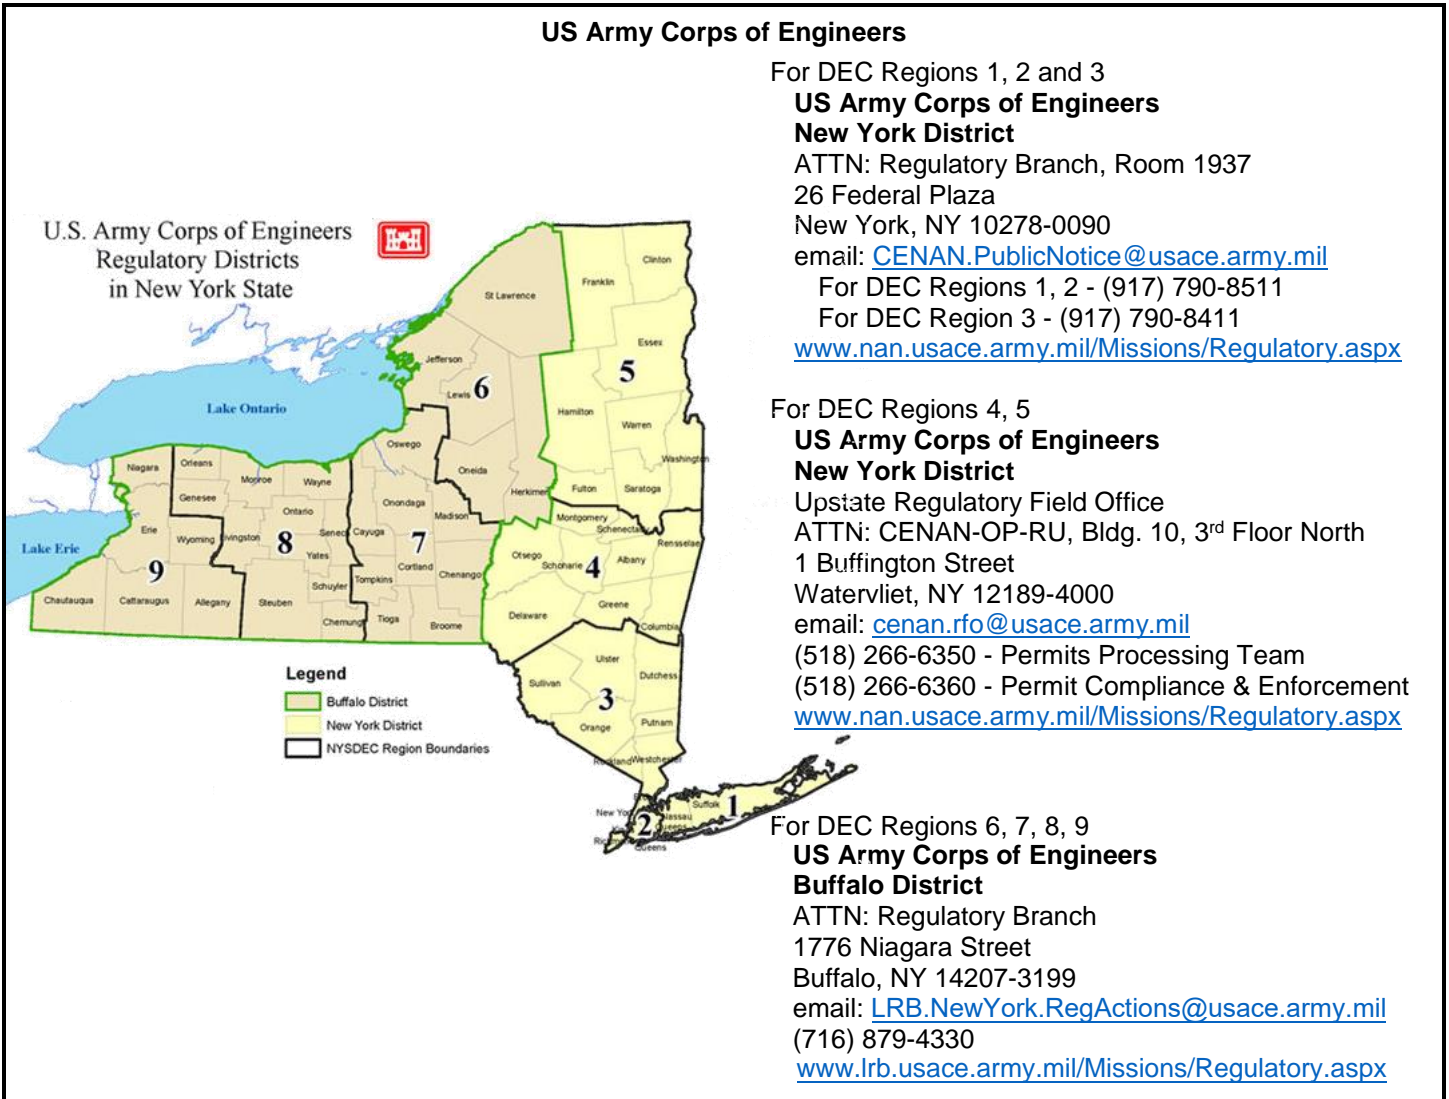 US Army Corps of Engineers
For DEC Regions 1, 2 and 3
US Army Corps of Engineers
New York District
ATTN: Regulatory Branch, Room 1937
26 Federal Plaza
New York, NY 10278-0090
email: CENAN.PublicNotice@usace.army.mil
For DEC Regions 1, 2 - (917) 790-8511
For DEC Region 3 - (917) 790-8411
www.nan.usace.army.mil/Missions/Regulatory.aspx
For DEC Regions 4, 5
US Army Corps of Engineers
New York District
Upstate Regulatory Field Office
ATTN: CENAN-OP-RU, Bldg. 10, 3rd Floor North
1 Buffington Street
Watervliet, NY 12189-4000
email: cenan.rfo@usace.army.mil
(518) 266-6350 - Permits Processing Team
(518) 266-6360 - Permit Compliance & Enforcement
www.nan.usace.army.mil/Missions/Regulatory.aspx
For DEC Regions 6, 7, 8, 9
US Army Corps of Engineers
Buffalo District
ATTN: Regulatory Branch
1776 Niagara Street
Buffalo, NY 14207-3199
email: LRB.NewYork.RegActions@usace.army.mil
(716) 879-4330
www.lrb.usace.army.mil/Missions/Regulatory.aspx
U.S. Army Corps of Engineers
Regulatory Districts
in New York State
Clinton
Franklin
St Lawrence
Essex
Jefferson
5
6
Lewis
Lake Ontario
Hamilton
Warren
Oswego
Washington
Niagara
Orleans
Oneida
Monroe
Wayne
Fulton
Saratoga
Herkimer
Genesee
Onondaga
Ontario
Madison
Montgomery
Erie
Seneca
Cayuga
Schenectady
Wyoming
Livingston
8
7
Rensselaer
Lake Erie
Yates
Otsego
Albany
9
Cortland
Schoharie
4
Chenango
Tompkins
Schuyler
Chautauqua
Cattaraugus
Allegany
Steuben
Greene
Delaware
Chemung
Tioga
Broome
Columbia
Ulster
Legend
Sullivan
Dutchess
Buffalo District
3
New York District
Orange
Putnam
NYSDEC Region Boundaries
Rockland
Westchester
Suffolk
1
New York
2
Nassau
Queens
Queens